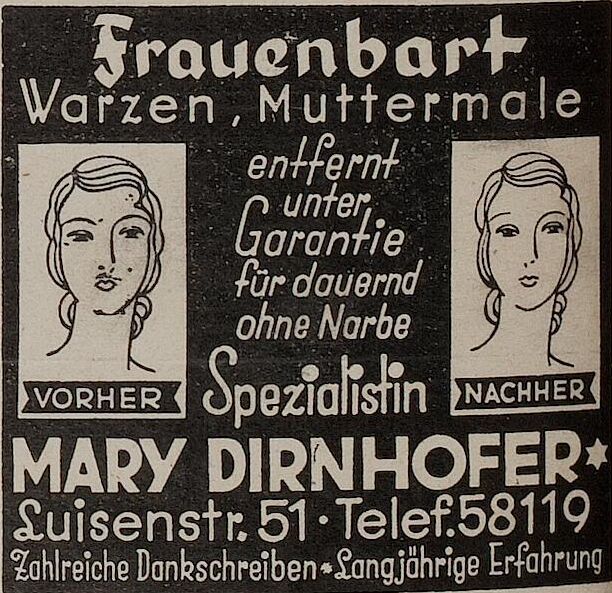 Frauenbart
Warzen, Muttermale
entfernt
unter
Garantie
für dauernd
ohne Narbe
VORHER
Spezialistin
NACHHER
MARY DIRNHOFER*
Luisenstr. 51 · Telef. 58119
Zahlreiche Dankschreiben * Langjährige Erfahrung